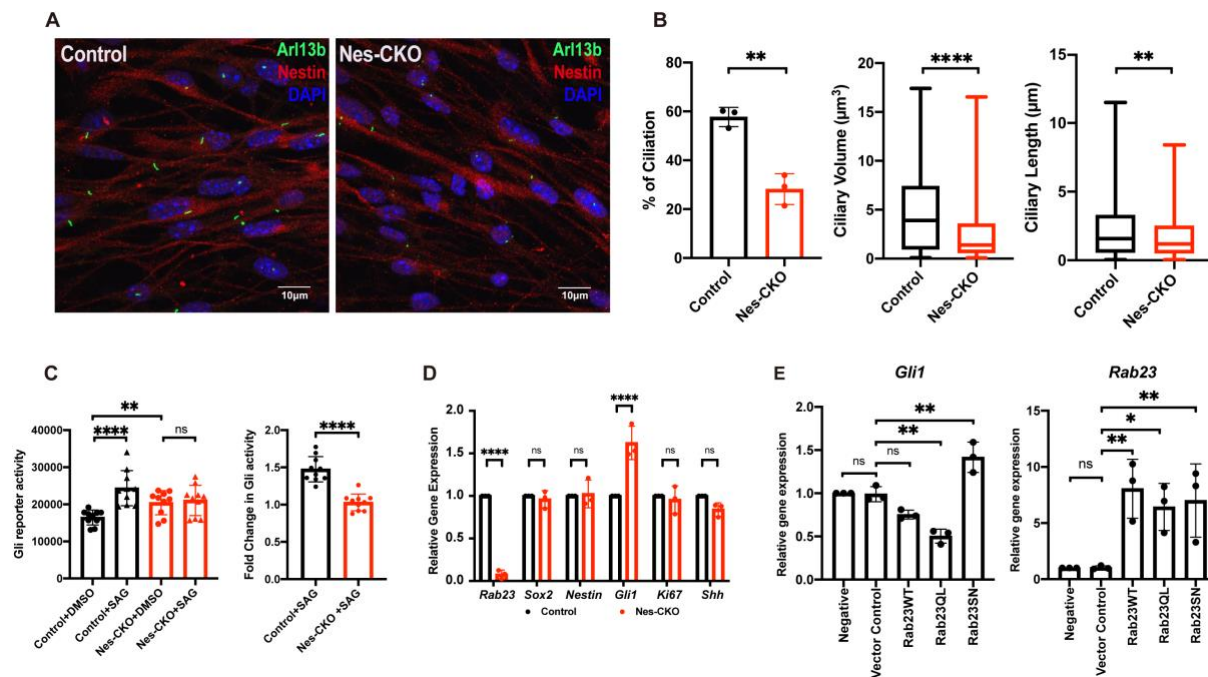 A
Control
Arl13b
Nestin
DAPI
10μm
Nes-CKO
Arl13b
Nestin
DAPI
10μm
B
% of Ciliation
80
60
40
20
0
**
Control
Nes-CKO
Ciliary Volume (μm³)
20
15
10
5
0
****
Control
Nes-CKO
Ciliary Length (μm)
15
10
5
0
**
Control
Nes-CKO
C
Gli reporter activity
40000
30000
20000
10000
0
**
****
ns
Control+DMSO
Control+SAG
Nes-CKO+DMSO
Nes-CKO+SAG
Fold Change in Gli activity
2.0
1.5
1.0
0.5
0.0
****
Control+SAG
Nes-CKO +SAG
D
Relative Gene Expression
2.0
1.5
1.0
0.5
0.0
****
ns
ns
****
ns
ns
Rab23
Sox2
Nestin
Gli1
Ki67
Shh
Control
Nes-CKO
E
Gli1
Relative gene expression
2.0
1.5
1.0
0.5
0.0
**
**
ns
ns
Negative
Vector Control
Rab23WT
Rab23QL
Rab23SN
Rab23
Relative gene expression
15
10
5
0
**
*
**
ns
Negative
Vector Control
Rab23WT
Rab23QL
Rab23SN